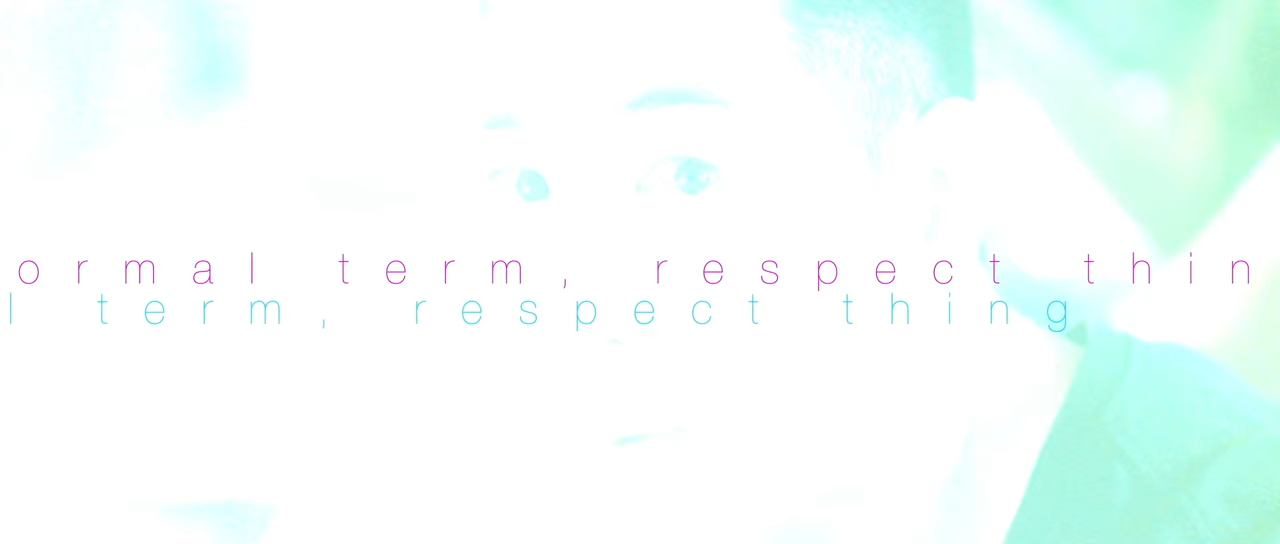 ormal term, respect thin
l term, respect thing